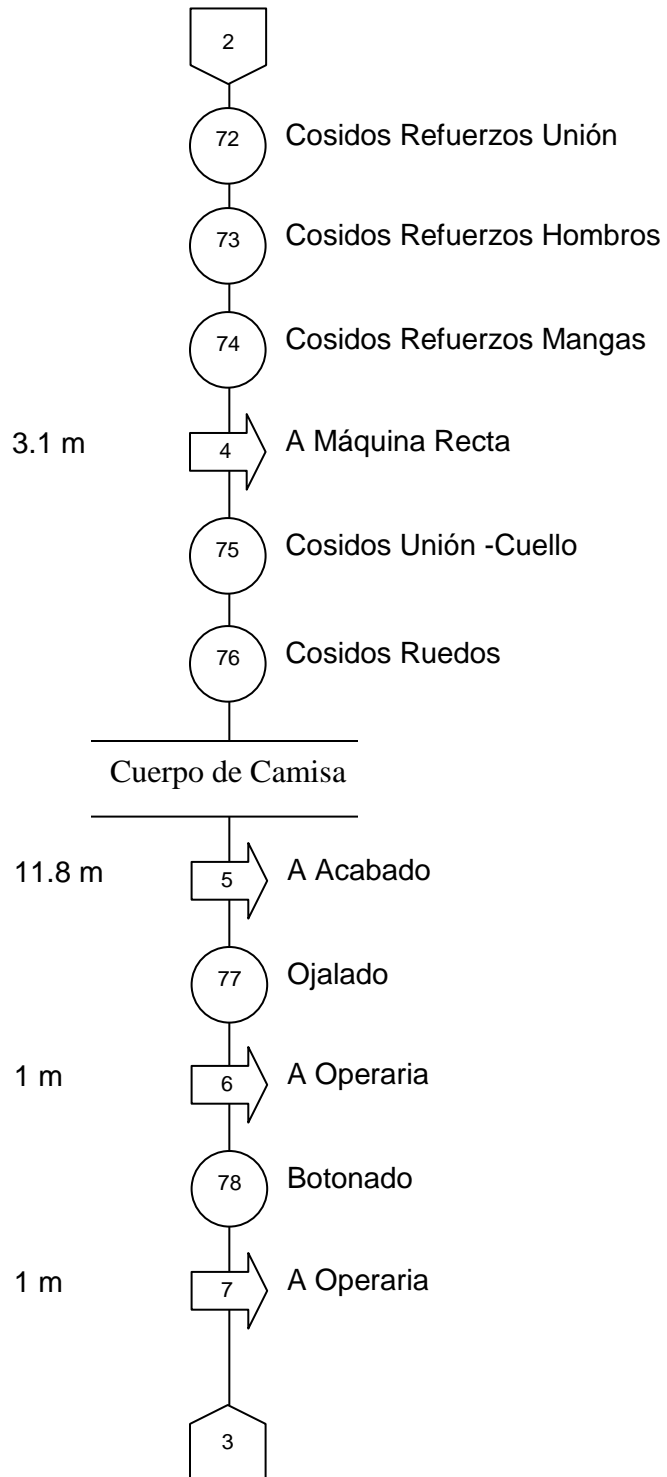 2
72 Cosidos Refuerzos Unión
73 Cosidos Refuerzos Hombros
74 Cosidos Refuerzos Mangas
3.1 m 4 A Máquina Recta
75 Cosidos Unión -Cuello
76 Cosidos Ruedos
Cuerpo de Camisa
11.8 m 5 A Acabado
77 Ojalado
1 m 6 A Operaria
78 Botonado
1 m 7 A Operaria
3